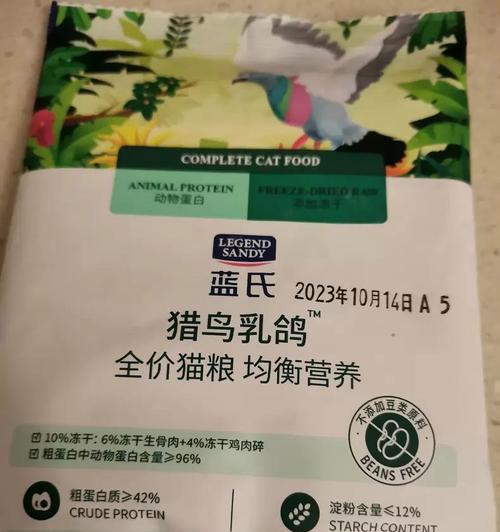 COMPLETE CAT FOOD
ANIMAL PROTEIN
动物蛋白
FREEZE-DRIED RAW
添加冻干
LEGEND
SANDY
蓝氏
2023年10月14日 A 5
猎鸟乳鸽™
全价猫粮 均衡营养
不添加豆类原料
BEANS FREE
10%冻干：6%冻干生骨肉+4%冻干鸡肉碎
粗蛋白中动物蛋白含量≥96%
粗蛋白质≥42%
CRUDE PROTEIN
淀粉含量≤12%
STARCH CONTENT